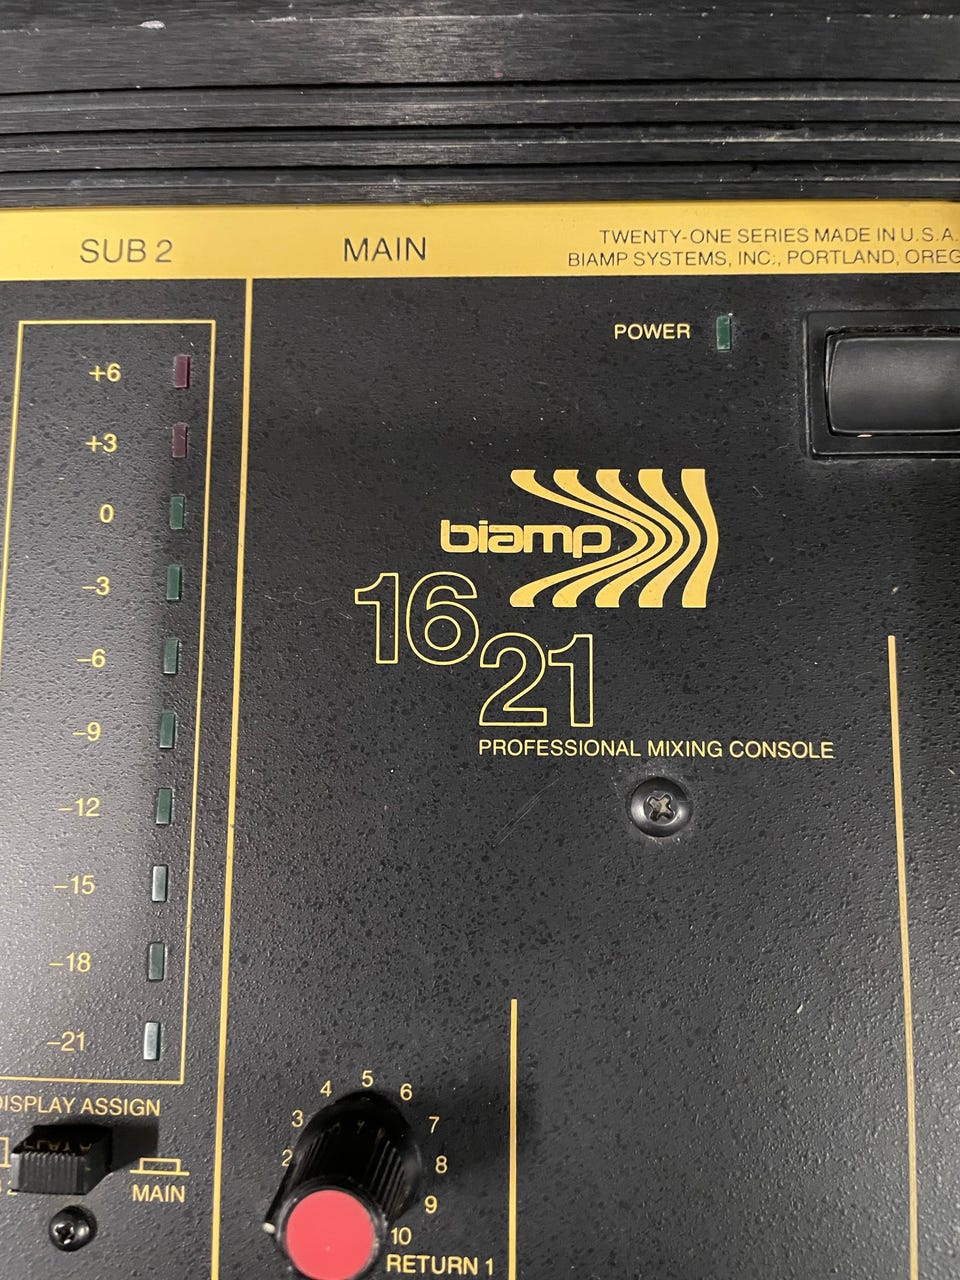 SUB 2
MAIN
TWENTY-ONE SERIES MADE IN U.S.A.
BIAMP SYSTEMS, INC., PORTLAND, OREG
POWER
+6
+3
0
-3
-6
-9
-12
-15
-18
-21
biamp
16
21
PROFESSIONAL MIXING CONSOLE
DISPLAY ASSIGN
MAIN
2
3
4
5
6
7
8
9
10
RETURN 1